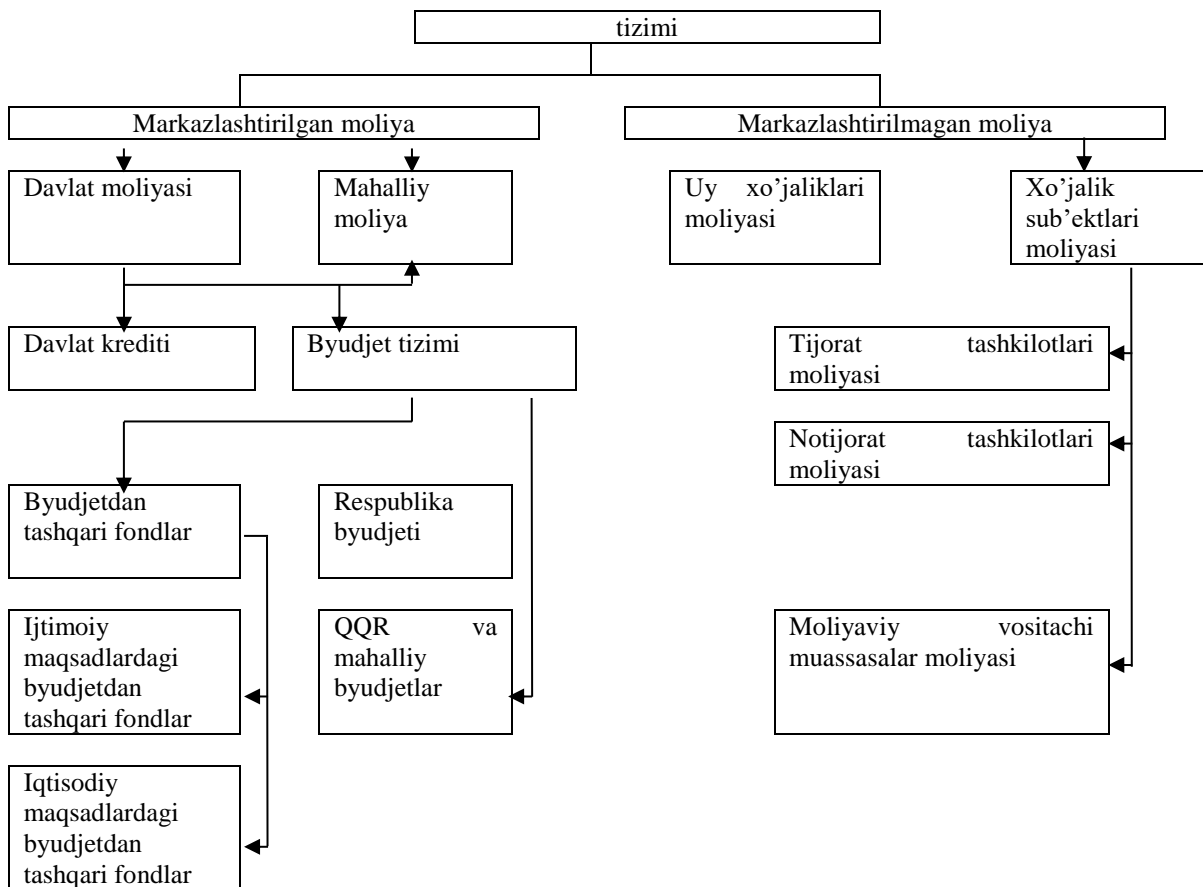 tizimi
Markazlashtirilgan moliya
Markazlashtirilmagan moliya
Davlat moliyasi
Mahalliy
moliya
Uy xo’jaliklari
moliyasi
Xo’jalik
sub’ektlari
moliyasi
Davlat krediti
Byudjet tizimi
Tijorat tashkilotlari
moliyasi
Notijorat tashkilotlari
moliyasi
Byudjetdan
tashqari fondlar
Respublika
byudjeti
Ijtimoiy
maqsadlardagi
byudjetdan
tashqari fondlar
QQR va
mahalliy
byudjetlar
Moliyaviy vositachi
muassasalar moliyasi
Iqtisodiy
maqsadlardagi
byudjetdan
tashqari fondlar